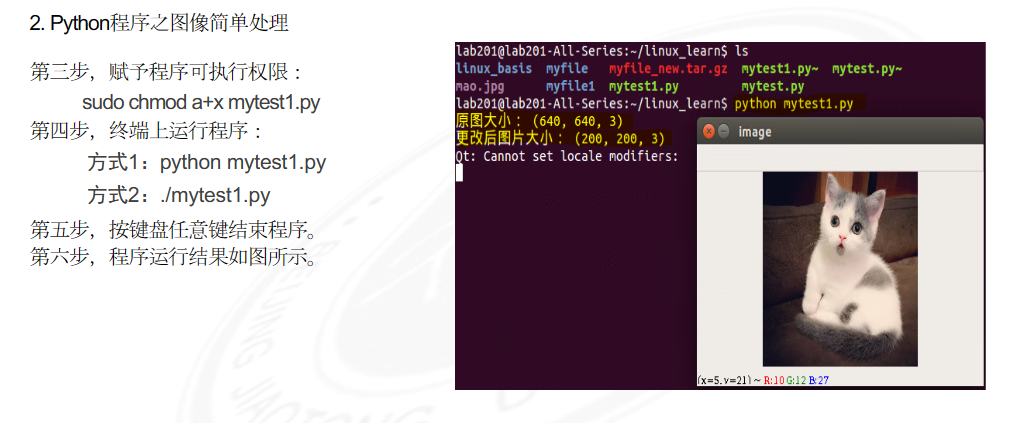 2. Python程序之图像简单处理
第三步，赋予程序可执行权限：
sudo chmod a+x mytest1.py
第四步，终端上运行程序：
方式1：python mytest1.py
方式2：./mytest1.py
第五步，按键盘任意键结束程序。
第六步，程序运行结果如图所示。
lab201@lab201-All-Series:~/linux_learn$ ls
linux_basis myfile myfile_new.tar.gz mytest1.py~ mytest.py~
mao.jpg myfile1 mytest1.py mytest.py
lab201@lab201-All-Series:~/linux_learn$ python mytest1.py
原图大小： (640, 640, 3)
更改后图片大小： (200, 200, 3)
Qt: Cannot set locale modifiers:
image
(x=5,y=21) ~ R:10 G:12 B:27